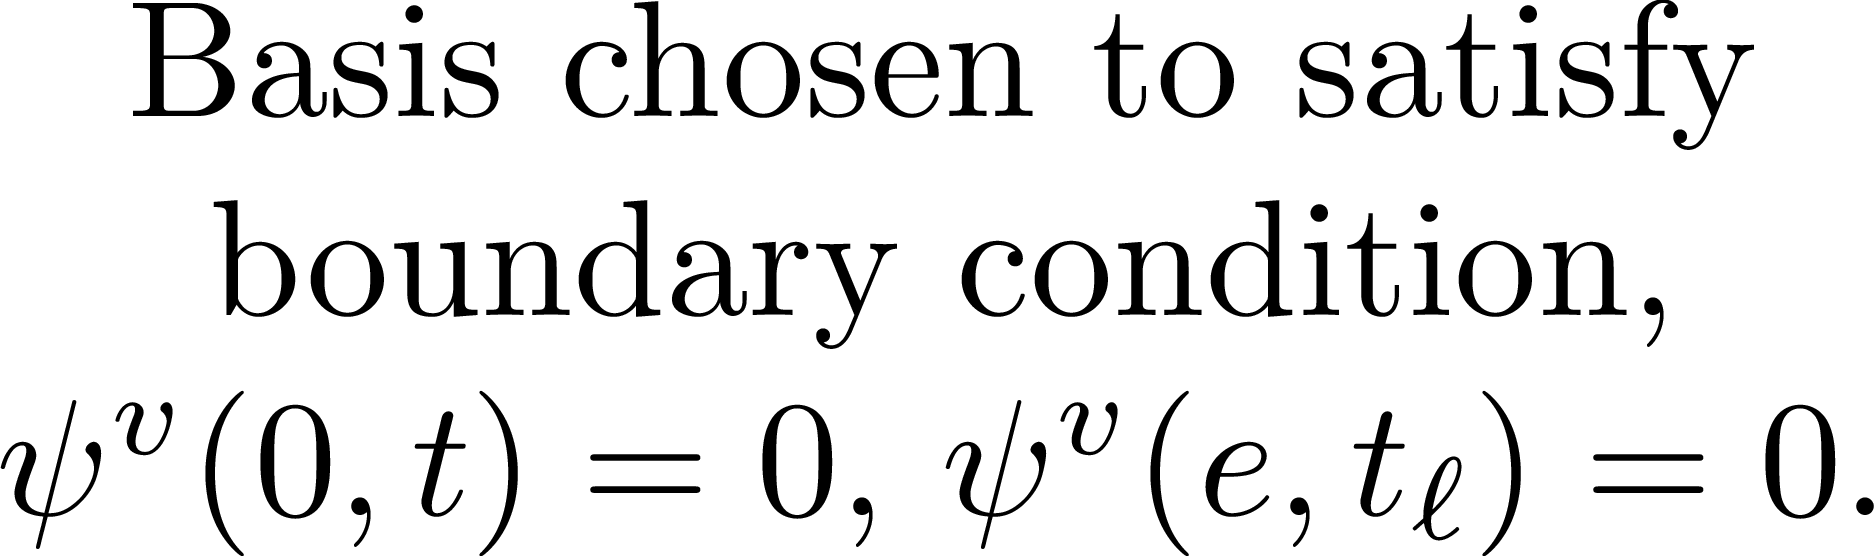 Basis chosen to satisfy
boundary condition,
ψ^v(0, t) = 0, ψ^v(e, t_ℓ) = 0.